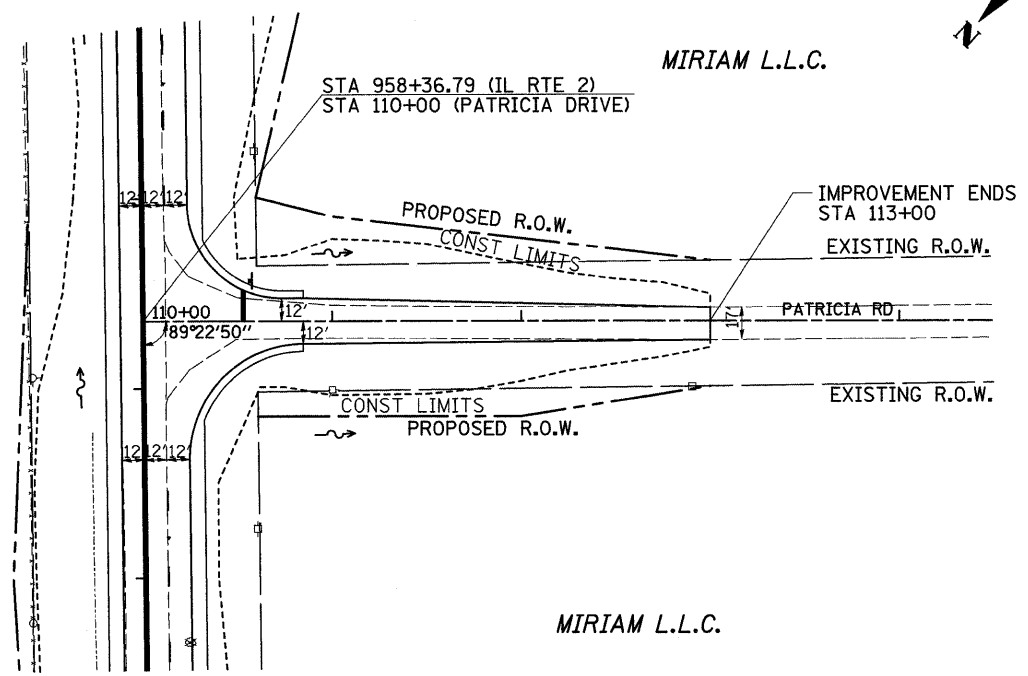 N
MIRIAM L.L.C.
STA 958+36.79 (IL RTE 2)
STA 110+00 (PATRICIA DRIVE)
12' 12' 12'
IMPROVEMENT ENDS
STA 113+00
PROPOSED R.O.W.
CONST LIMITS
EXISTING R.O.W.
110+00
12'
PATRICIA RD
17'
89°22'50"
12'
EXISTING R.O.W.
CONST LIMITS
PROPOSED R.O.W.
12' 12' 12'
MIRIAM L.L.C.